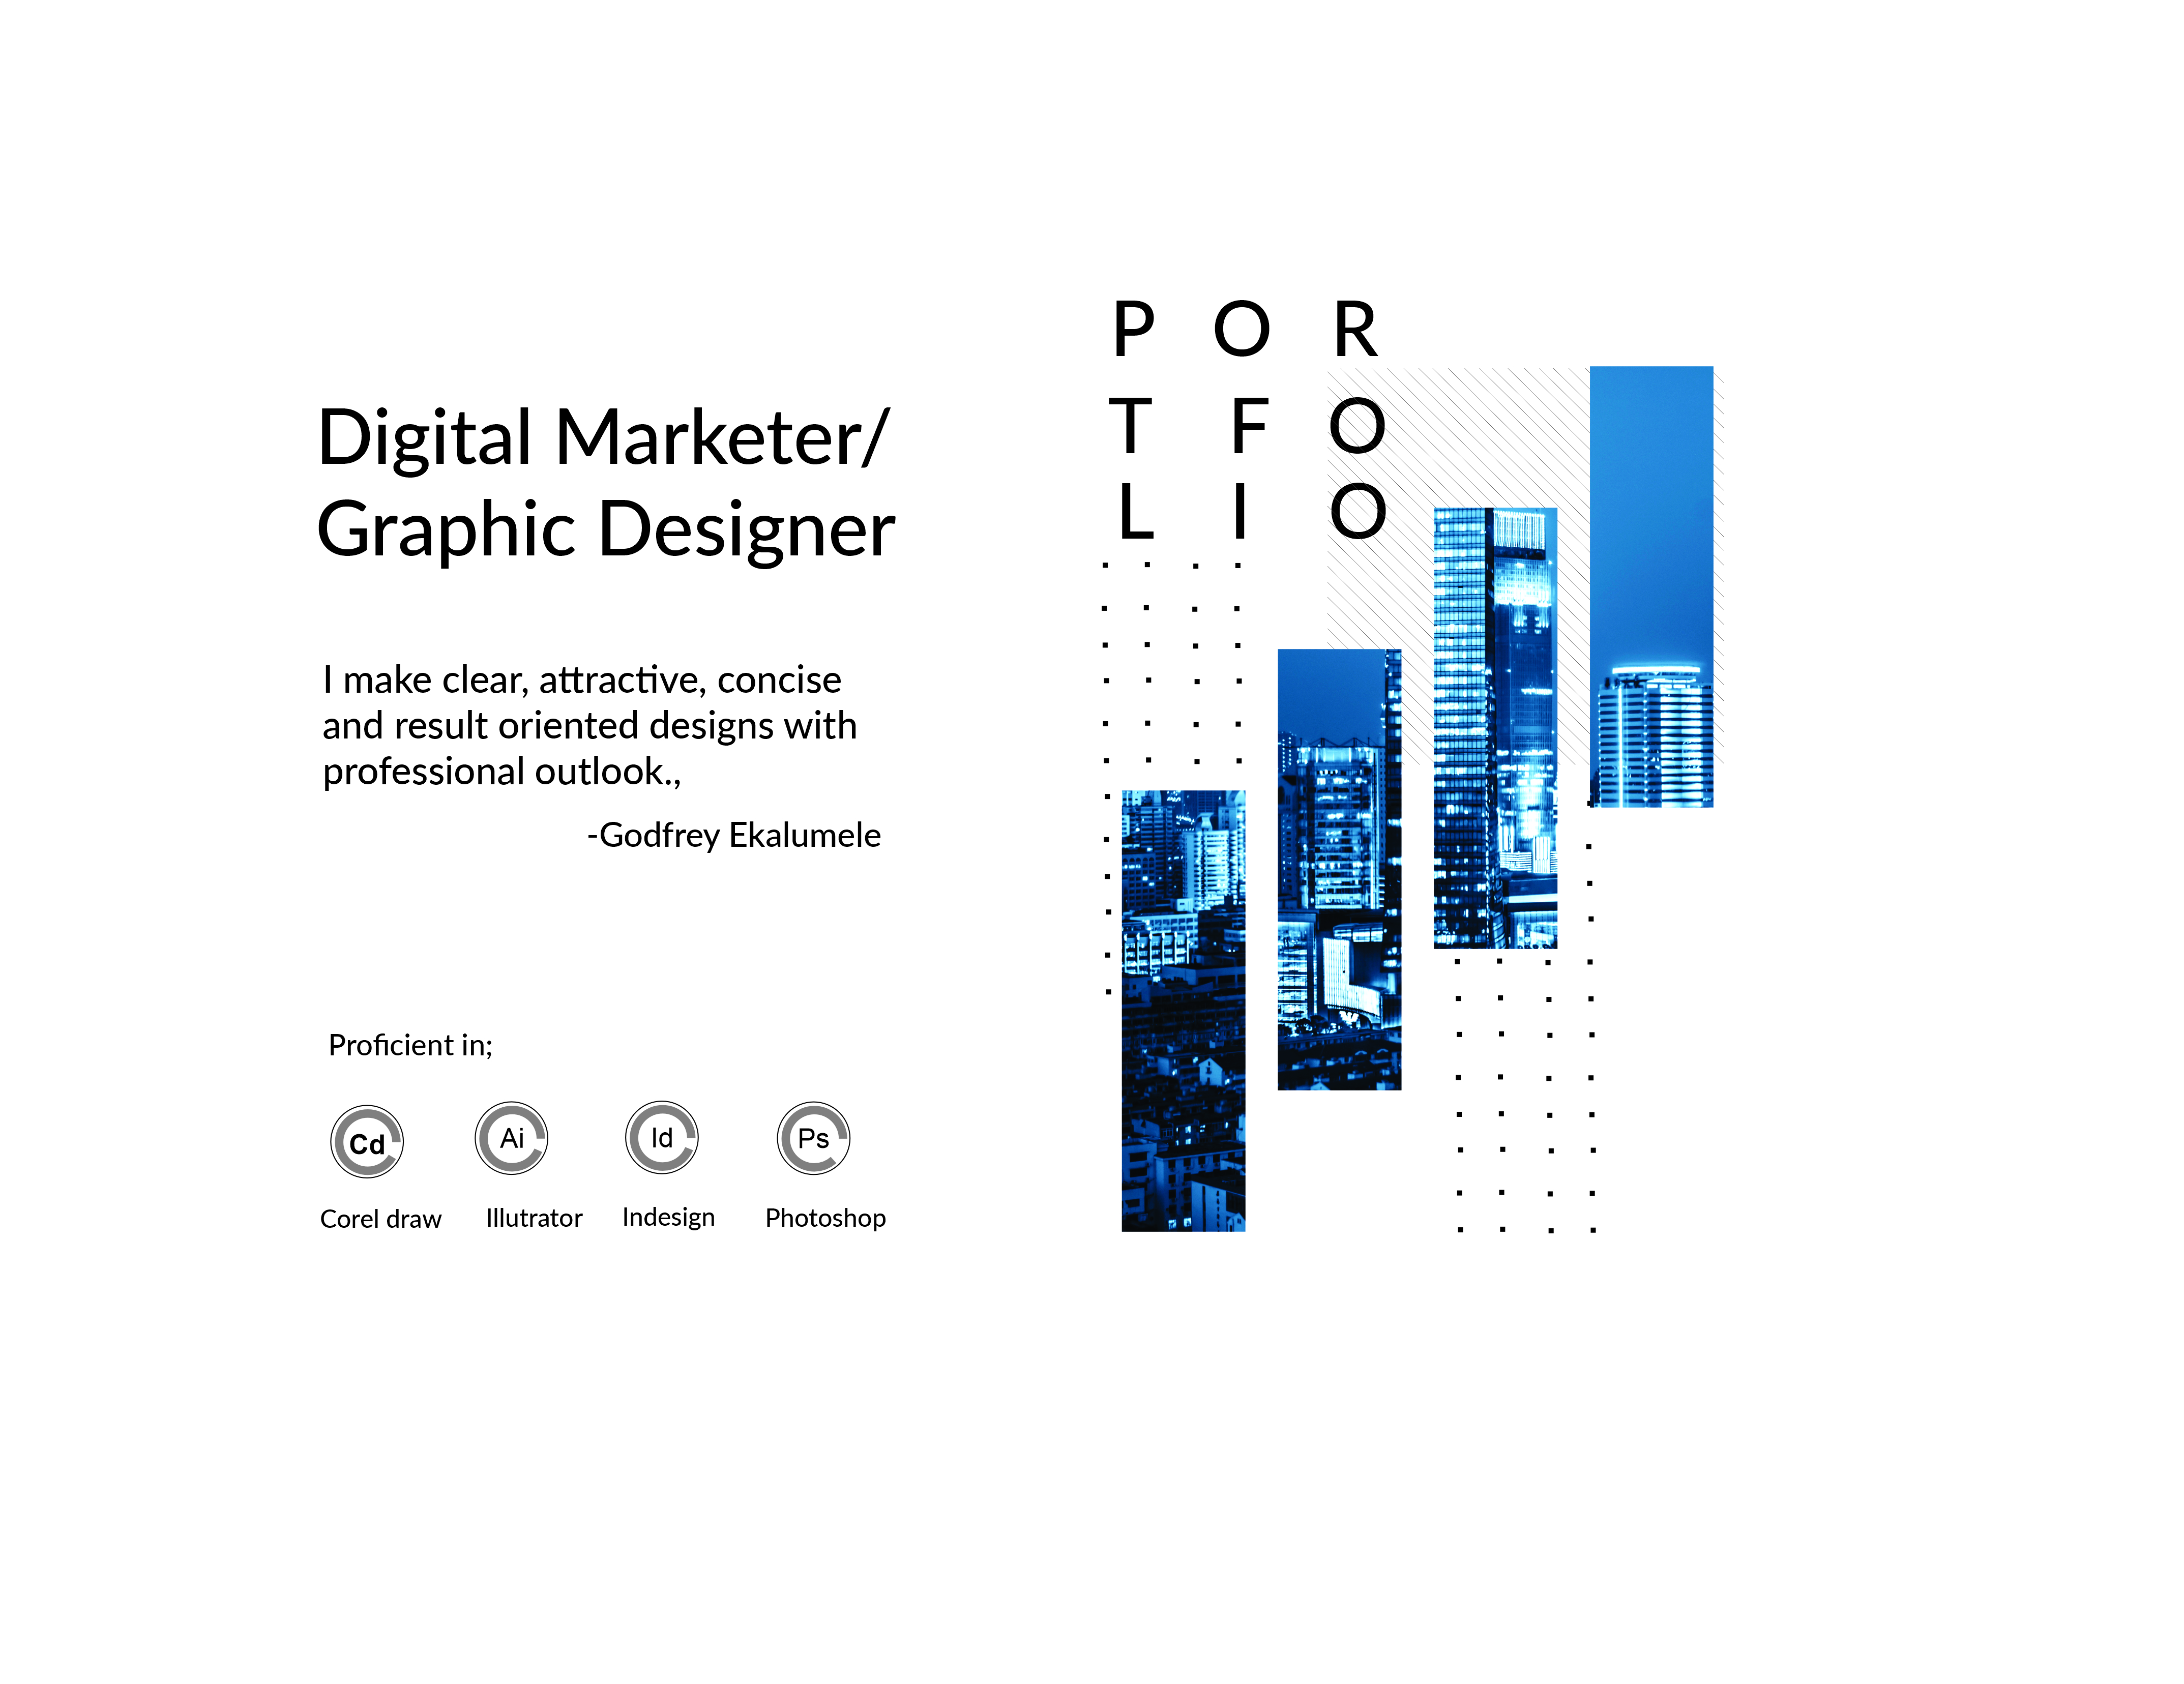 Digital Marketer/
Graphic Designer
I make clear, attractive, concise
and result oriented designs with
professional outlook.,
-Godfrey Ekalumele
Proficient in;
Cd Ai Id Ps
Corel draw Illutrator Indesign Photoshop
P O R
T F O
L I O